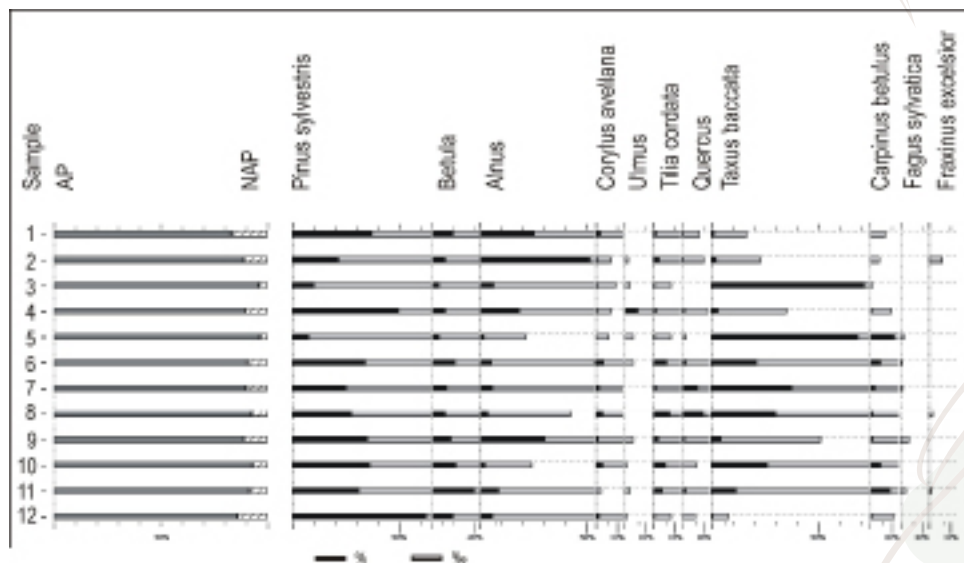 Sample
AP
NAP
Pinus sylvestris
Betula
Alnus
Corylus avellana
Ulmus
Tilia cordata
Quercus
Taxus baccata
Carpinus betulus
Fagus sylvatica
Fraxinus excelsior
1
2
3
4
5
6
7
8
9
10
11
12
% ‰